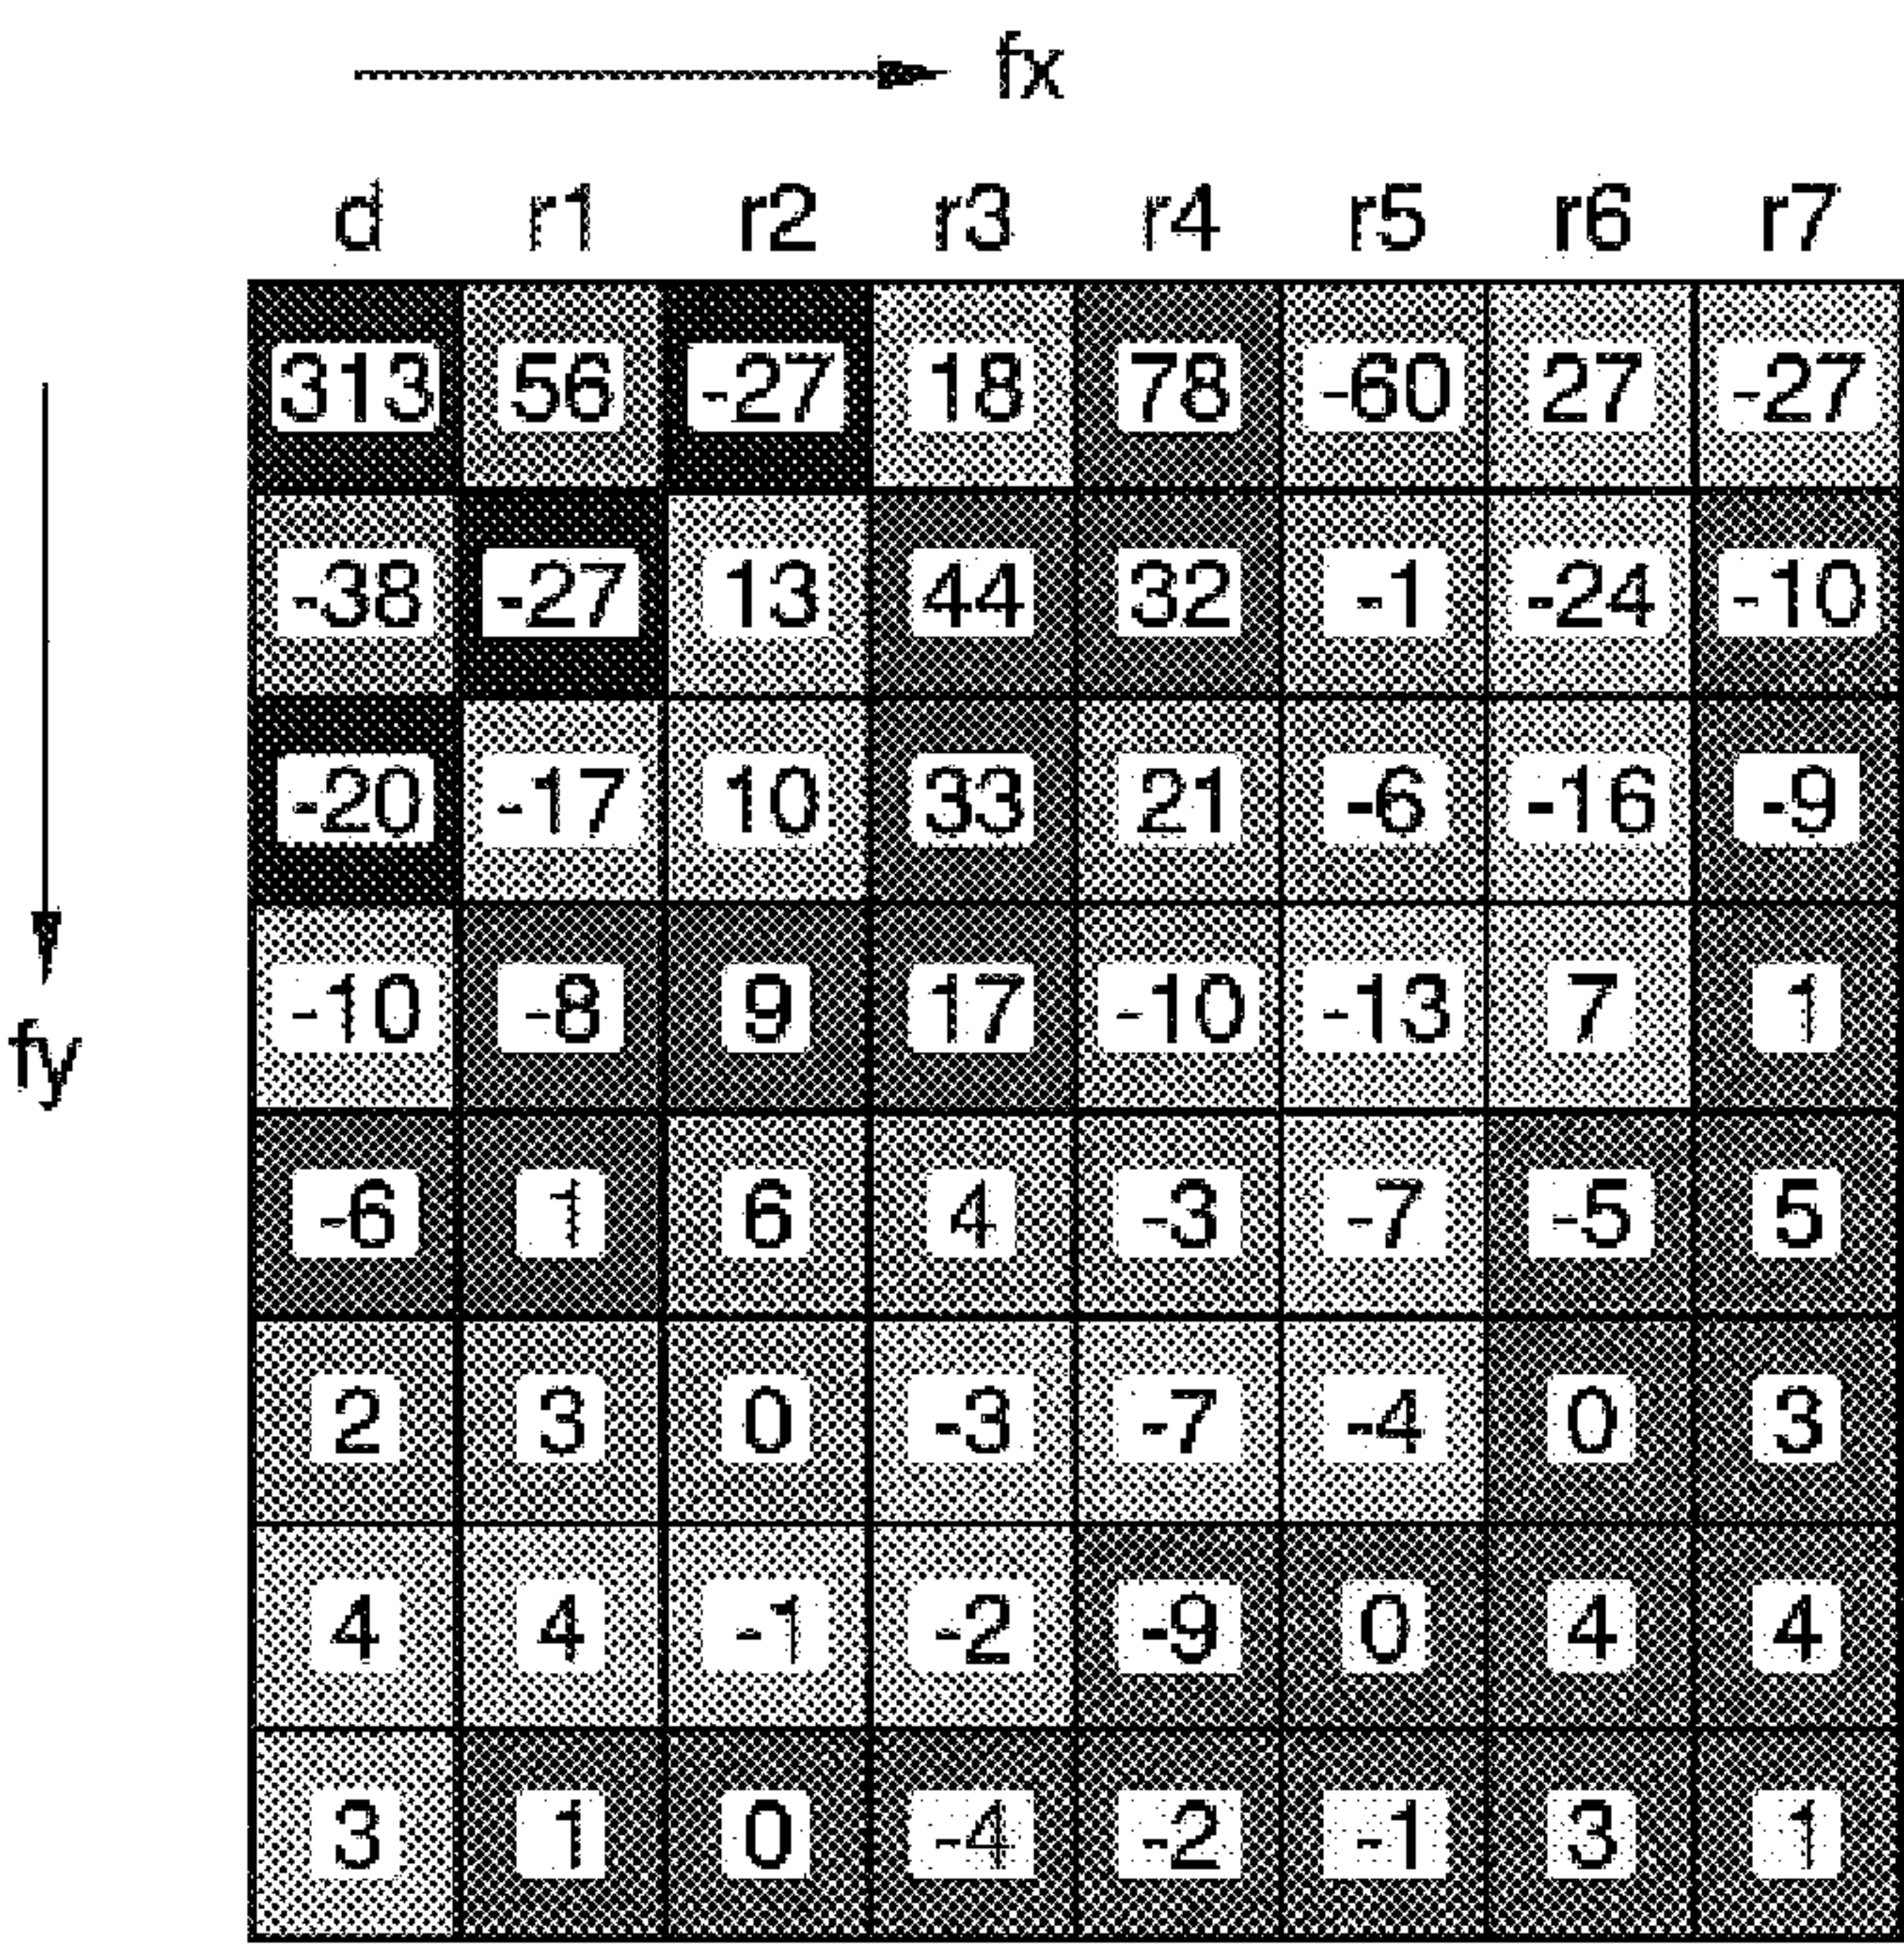 fx
d r1 r2 r3 r4 r5 r6 r7
313 56 -27 18 78 -60 27 -27
-38 -27 13 44 32 -1 -24 -10
-20 -17 10 33 21 -6 -16 -9
-10 -8 9 17 -10 -13 7 1
fy
-6 1 6 4 -3 -7 -5 5
2 3 0 -3 -7 -4 0 3
4 4 -1 -2 -9 0 4 4
3 1 0 -4 -2 -1 3 1